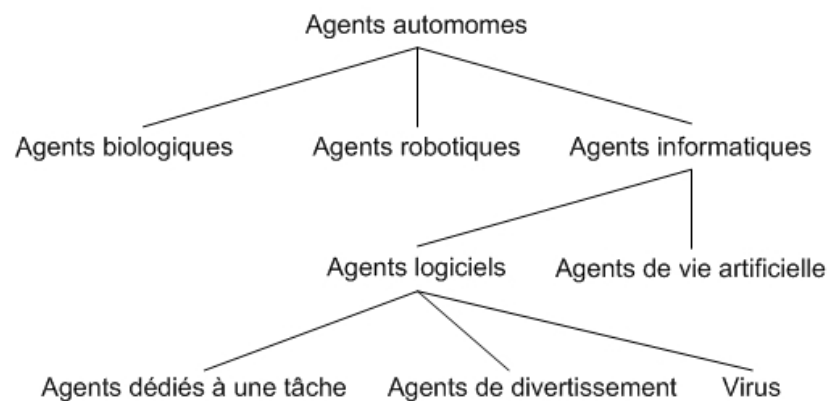 Agents automomes
Agents biologiques Agents robotiques Agents informatiques
Agents logiciels Agents de vie artificielle
Agents dédiés à une tâche Agents de divertissement Virus